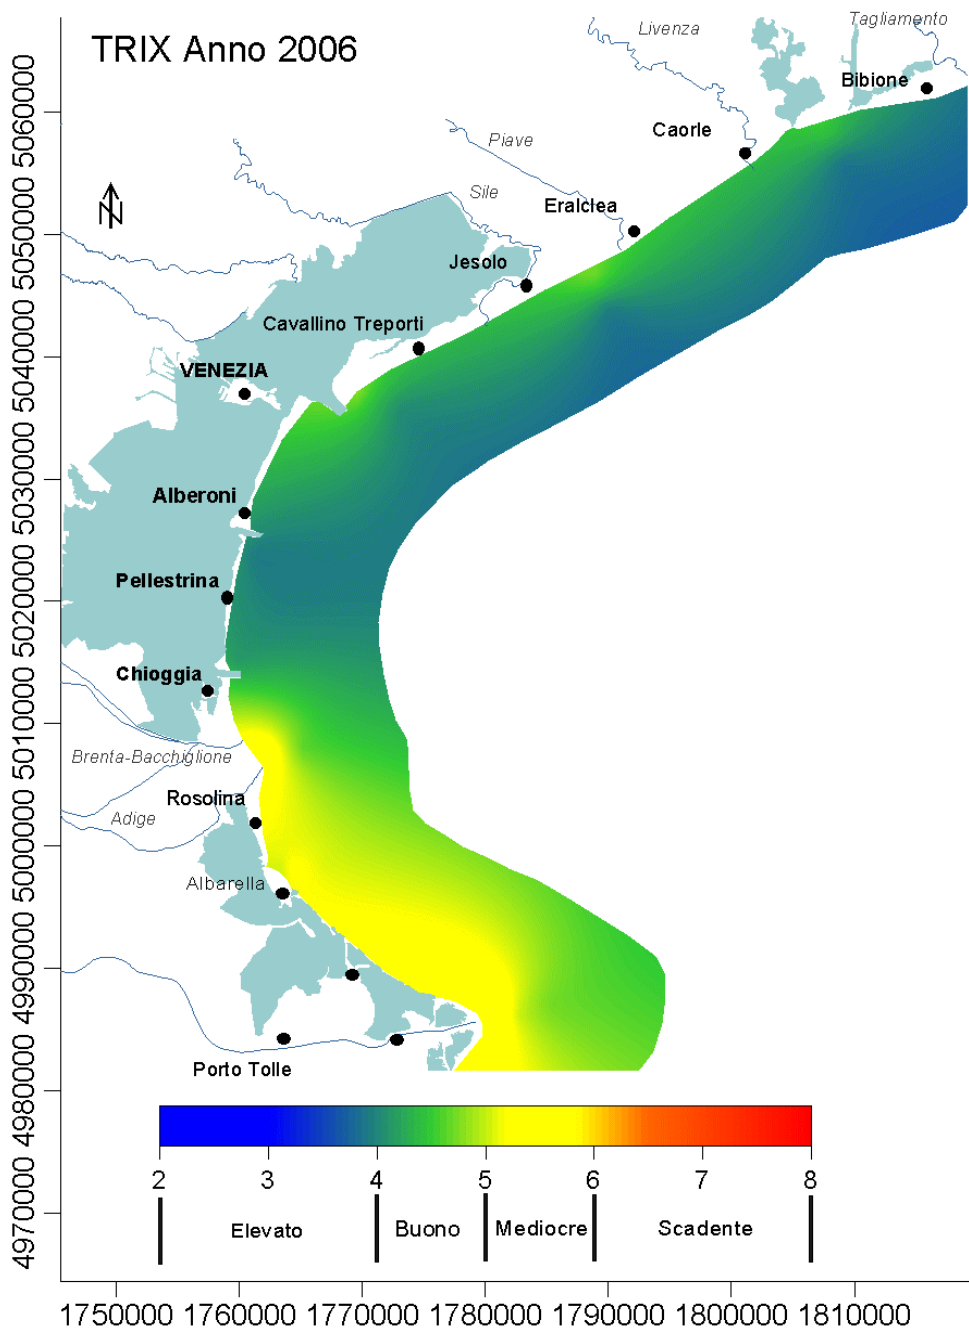 TRIX Anno 2006
Tagliamento
Livenza
Bibione
Caorle
Piave
Sile
Eralclea
Jesolo
Cavallino Treporti
VENEZIA
Alberoni
Pellestrina
Chioggia
Brenta-Bacchiglione
Rosolina
Adige
Albarella
Porto Tolle
N
5060000
5050000
5040000
5030000
5020000
5010000
5000000
4990000
4980000
4970000
2 3 4 5 6 7 8
Elevato Buono Mediocre Scadente
1750000 1760000 1770000 1780000 1790000 1800000 1810000